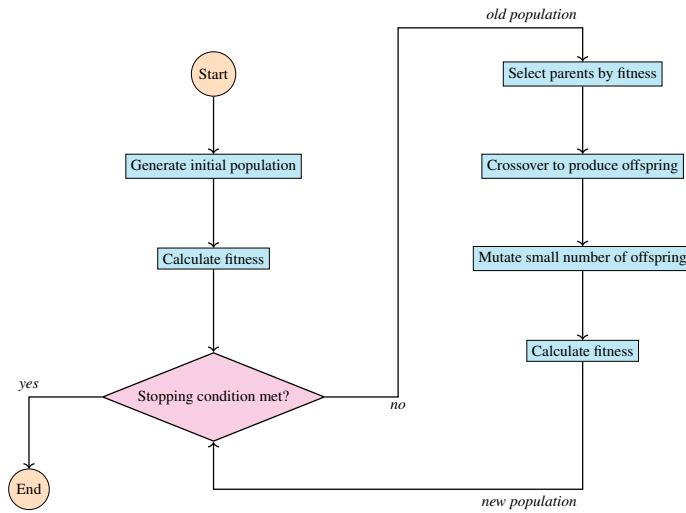 old population
Start
Select parents by fitness
Generate initial population
Crossover to produce offspring
Calculate fitness
Mutate small number of offspring
Calculate fitness
yes
Stopping condition met?
no
End
new population